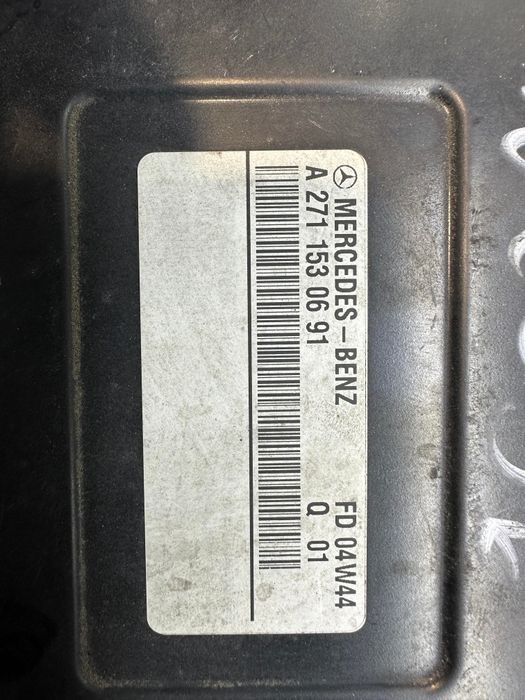 MERCEDES-BENZ FD 04W44
A 271 153 06 91 Q 01